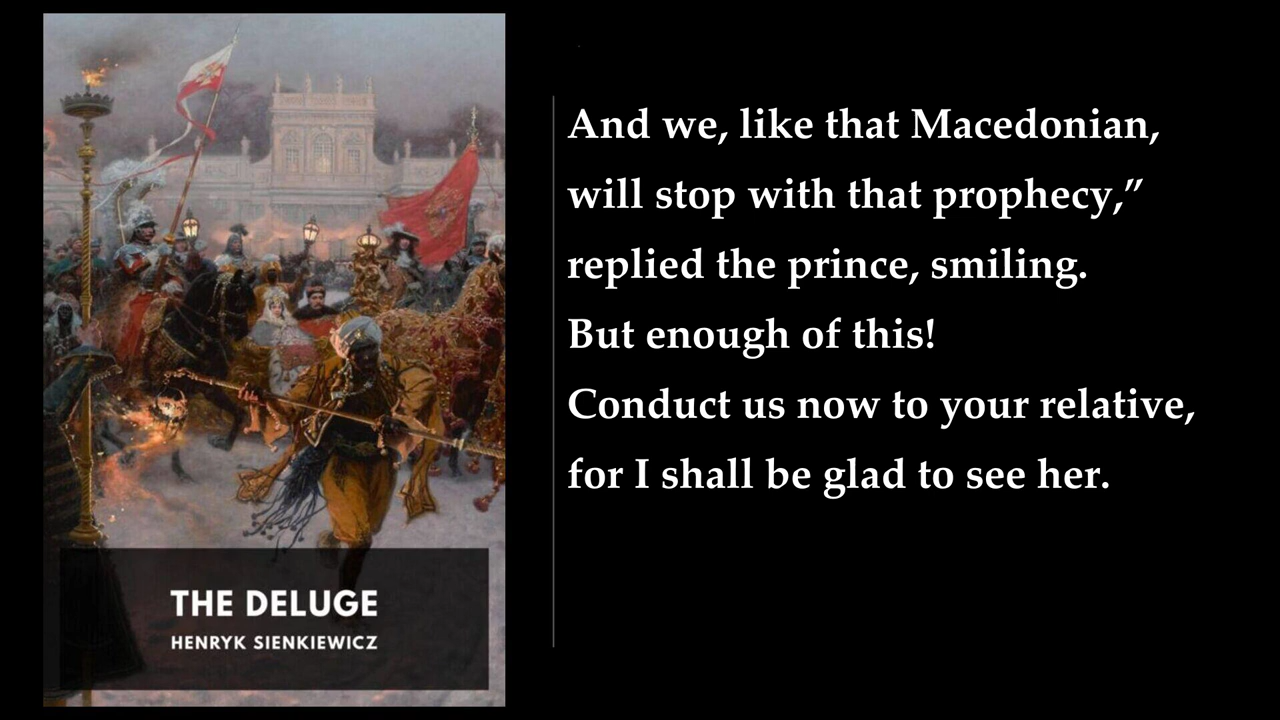 And we, like that Macedonian,
will stop with that prophecy,”
replied the prince, smiling.
But enough of this!
Conduct us now to your relative,
for I shall be glad to see her.
THE DELUGE
HENRYK SIENKIEWICZ